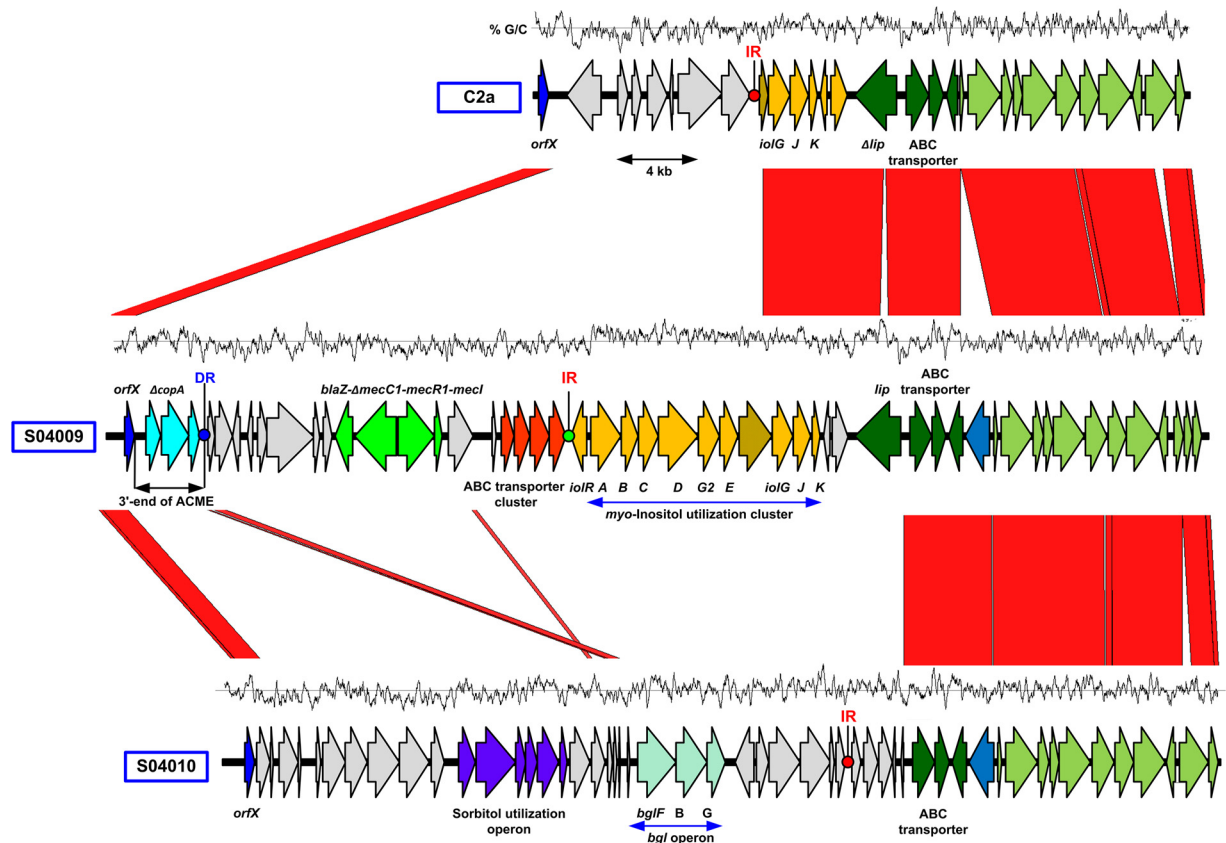 % G/C
IR
C2a
orfX
iolG J K
Δlip
ABC
transporter
4 kb
orfX
ΔcopA
DR
blaZ-ΔmecC1-mecR1-mecI
IR
lip
ABC
transporter
S04009
3'-end of ACME
ABC transporter
cluster
iolR A B C D G2 E iolG J K
myo-Inositol utilization cluster
IR
S04010
orfX
Sorbitol utilization
operon
bglF B G
bgl operon
ABC
transporter